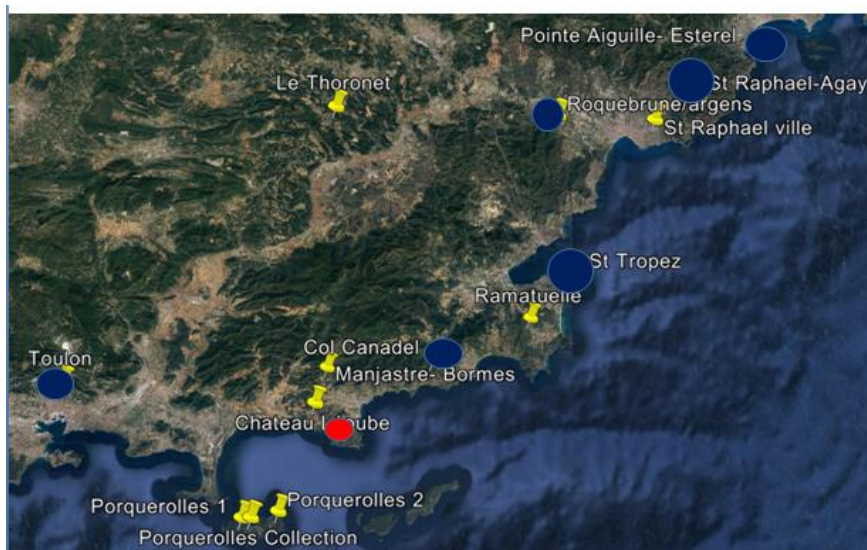 Pointe Aiguille- Esterel
Le Thoronet
St Raphael-Agay
Roquebrune/argens
St Raphael ville
St Tropez
Ramatuelle
Col Canadel
Toulon
Manjastre- Bormes
Chateau
Porquerolles 1
Porquerolles 2
Porquerolles Collection